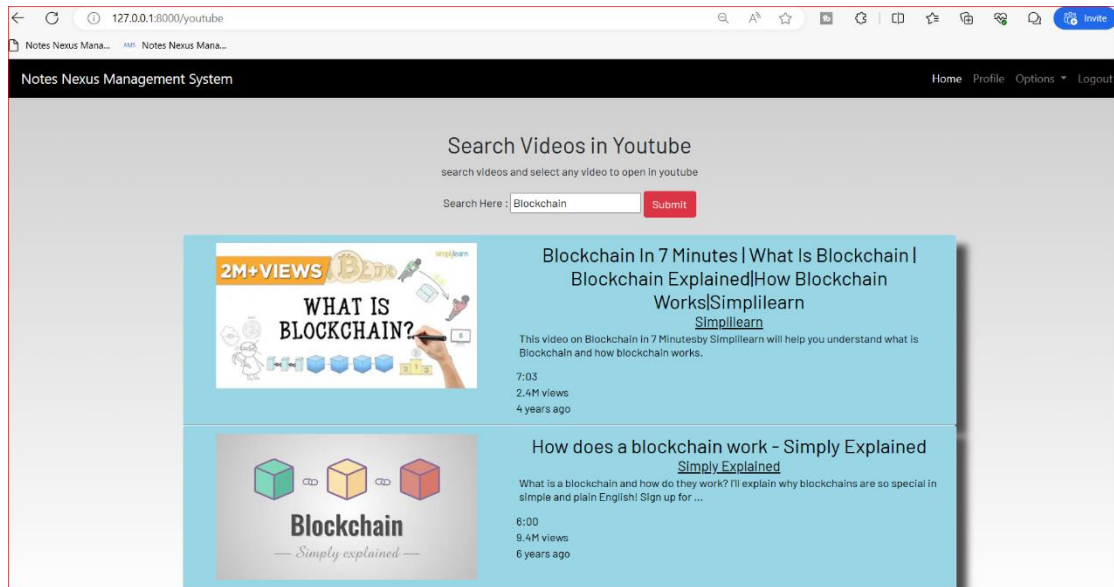 127.0.0.1:8000/youtube
Invite
Notes Nexus Mana... AMS Notes Nexus Mana...
Notes Nexus Management System
Home Profile Options Logout
Search Videos in Youtube
search videos and select any video to open in youtube
Search Here : Blockchain Submit
simplilearn
2M+VIEWS
WHAT IS
BLOCKCHAIN?
Blockchain In 7 Minutes | What Is Blockchain |
Blockchain Explained|How Blockchain
Works|Simplilearn
Simplilearn
This video on Blockchain in 7 Minutesby Simplilearn will help you understand what is
Blockchain and how blockchain works.
7:03
2.4M views
4 years ago
Blockchain
Simply explained
How does a blockchain work - Simply Explained
Simply Explained
What is a blockchain and how do they work? I'll explain why blockchains are so special in
simple and plain English! Sign up for ...
6:00
9.4M views
6 years ago